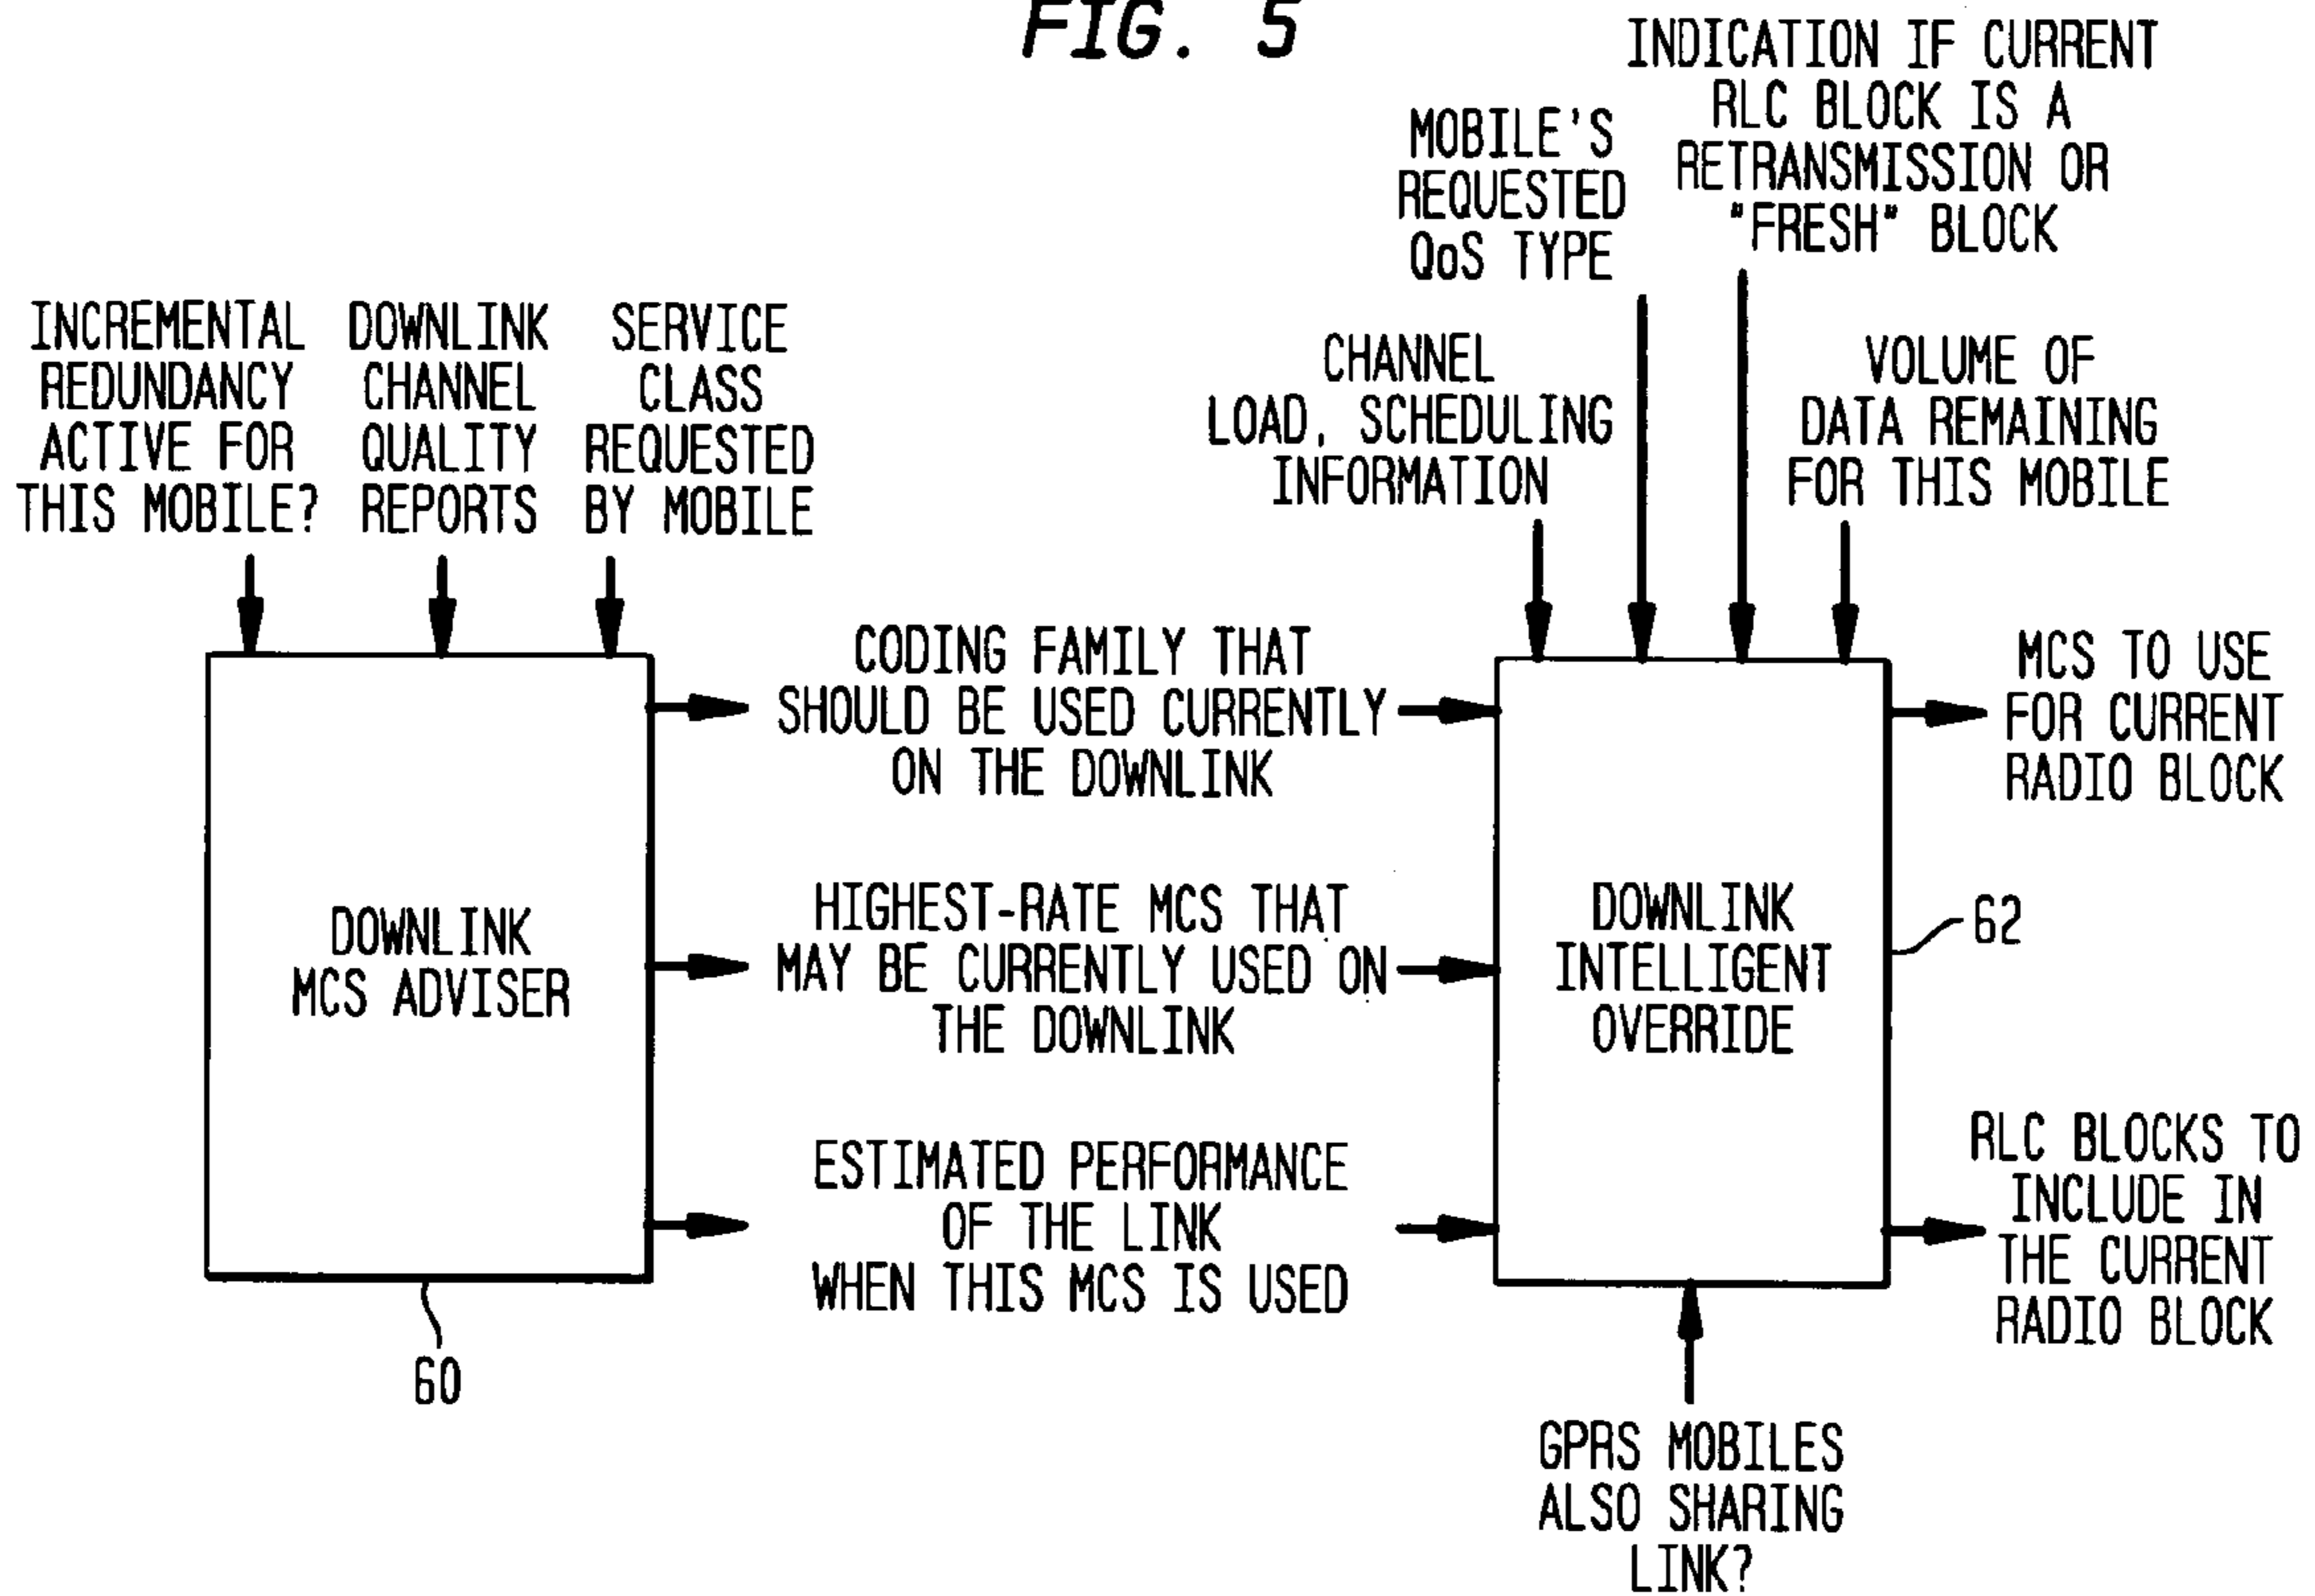 FIG. 5
INDICATION IF CURRENT
RLC BLOCK IS A
RETRANSMISSION OR
"FRESH" BLOCK
MOBILE'S
REQUESTED
QoS TYPE
INCREMENTAL
REDUNDANCY
ACTIVE FOR
THIS MOBILE?
DOWNLINK
CHANNEL
QUALITY
REPORTS
SERVICE
CLASS
REQUESTED
BY MOBILE
CHANNEL
LOAD, SCHEDULING
INFORMATION
VOLUME OF
DATA REMAINING
FOR THIS MOBILE
DOWNLINK
MCS ADVISER
60
CODING FAMILY THAT
SHOULD BE USED CURRENTLY
ON THE DOWNLINK
HIGHEST-RATE MCS THAT
MAY BE CURRENTLY USED ON
THE DOWNLINK
ESTIMATED PERFORMANCE
OF THE LINK
WHEN THIS MCS IS USED
DOWNLINK
INTELLIGENT
OVERRIDE
62
MCS TO USE
FOR CURRENT
RADIO BLOCK
RLC BLOCKS TO
INCLUDE IN
THE CURRENT
RADIO BLOCK
GPRS MOBILES
ALSO SHARING
LINK?